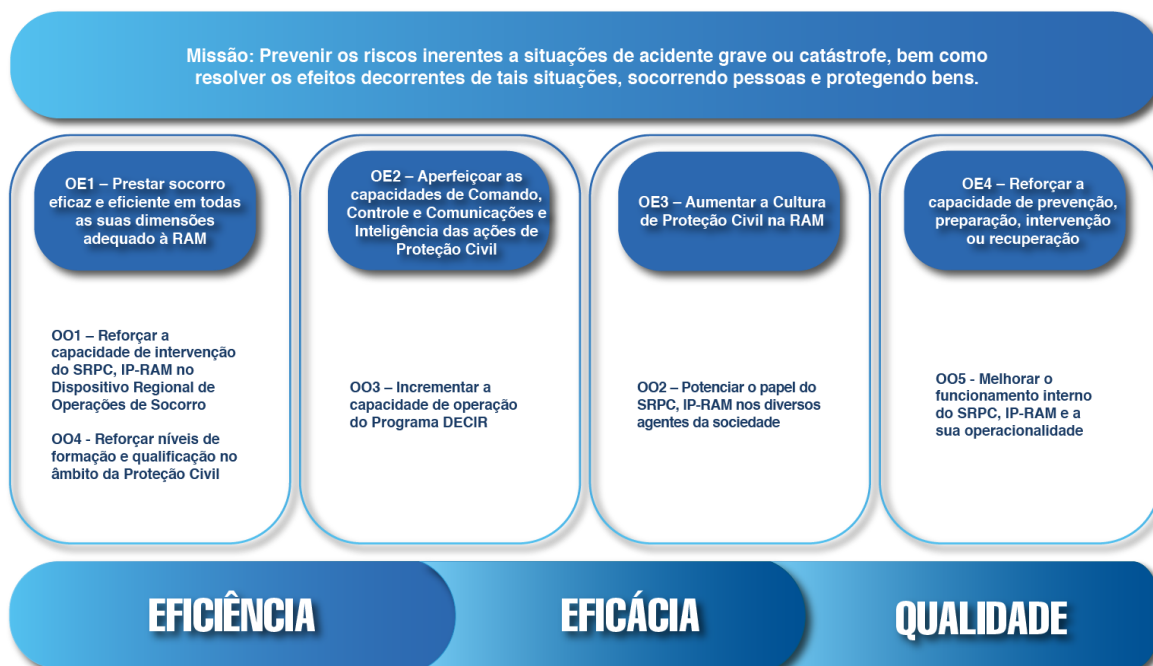 Missão: Prevenir os riscos inerentes a situações de acidente grave ou catástrofe, bem como
resolver os efeitos decorrentes de tais situações, socorrendo pessoas e protegendo bens.
OE1 – Prestar socorro
eficaz e eficiente em todas
as suas dimensões
adequado à RAM
OO1 – Reforçar a
capacidade de intervenção
do SRPC, IP-RAM no
Dispositivo Regional de
Operações de Socorro
OO4 - Reforçar níveis de
formação e qualificação no
âmbito da Proteção Civil
OE2 – Aperfeiçoar as
capacidades de Comando,
Controle e Comunicações e
Inteligência das ações de
Proteção Civil
OO3 – Incrementar a
capacidade de operação
do Programa DECIR
OE3 – Aumentar a Cultura
de Proteção Civil na RAM
OO2 – Potenciar o papel do
SRPC, IP-RAM nos diversos
agentes da sociedade
OE4 – Reforçar a
capacidade de prevenção,
preparação, intervenção
ou recuperação
OO5 - Melhorar o
funcionamento interno
do SRPC, IP-RAM e a
sua operacionalidade
EFICIÊNCIA
EFICÁCIA
QUALIDADE